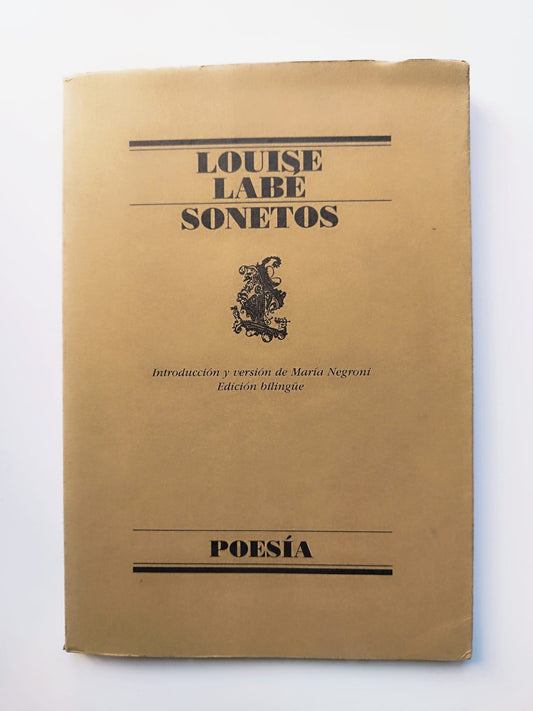 LOUISE
LABÉ
SONETOS
Introducción y versión de María Negroni
Edición bilingüe
POESÍA